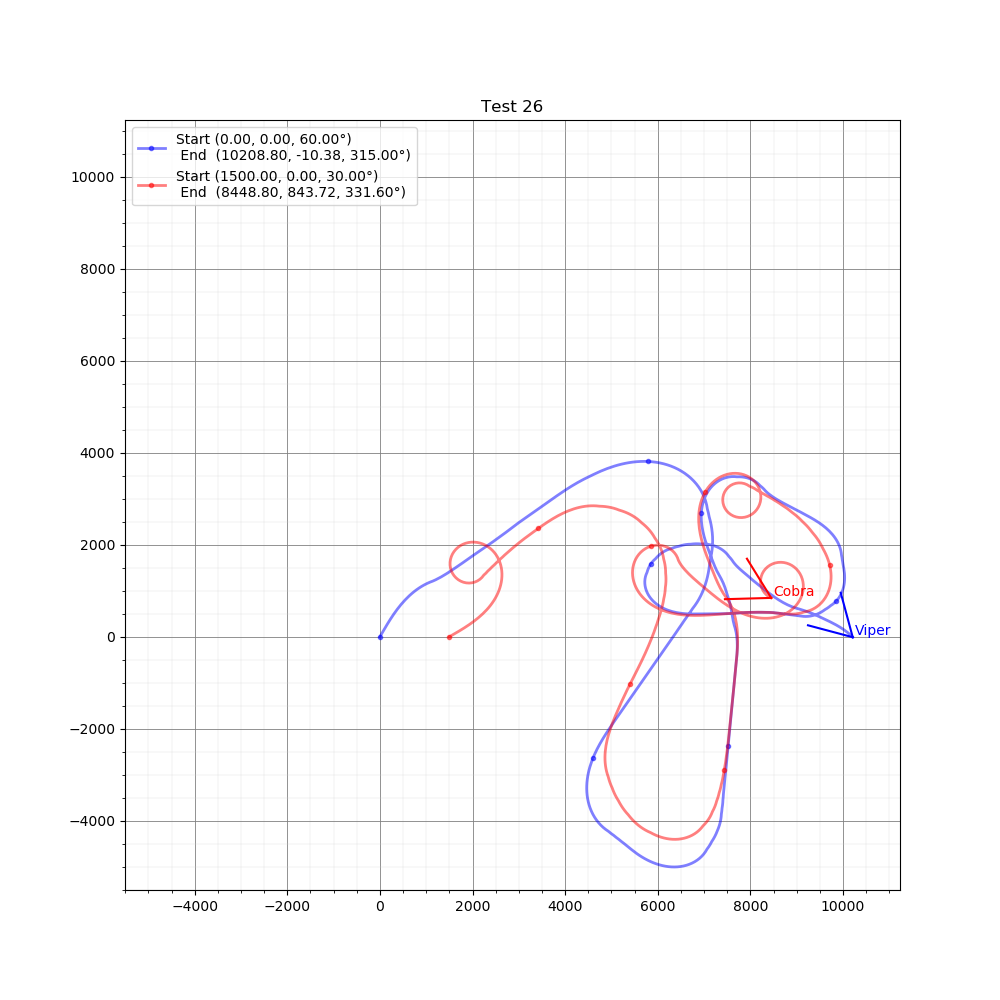 Test 26
Start (0.00, 0.00, 60.00°)
End (10208.80, -10.38, 315.00°)
Start (1500.00, 0.00, 30.00°)
End (8448.80, 843.72, 331.60°)
10000
8000
6000
4000
2000
0
−2000
−4000
Cobra
Viper
−4000 −2000 0 2000 4000 6000 8000 10000